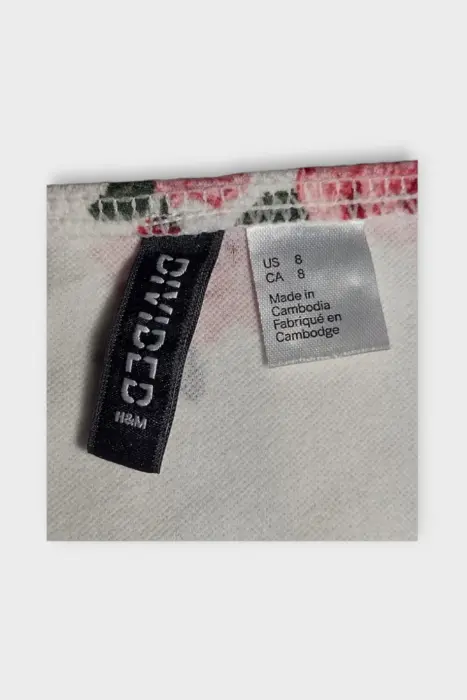 DIVIDED
H&M
US 8
CA 8
Made in
Cambodia
Fabriqué en
Cambodge